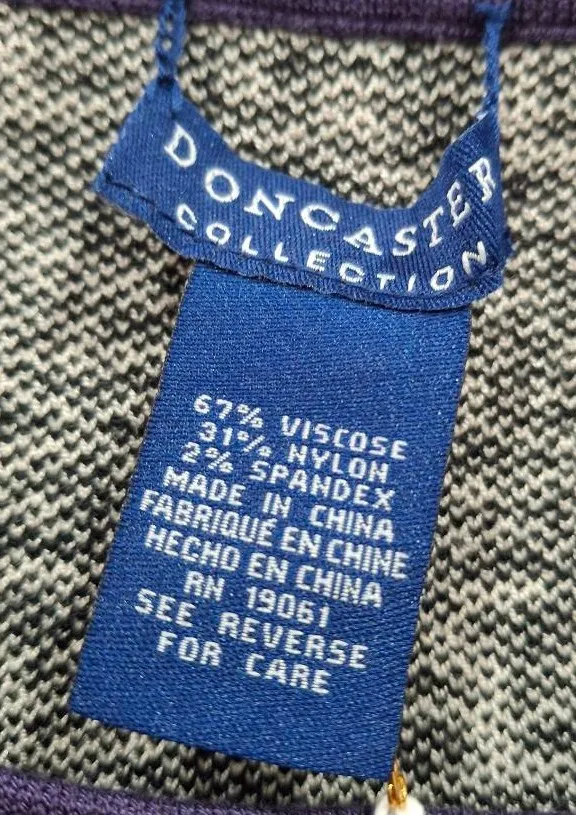 DONCASTER
COLLECTION
67% VISCOSE
31% NYLON
2% SPANDEX
MADE IN CHINA
FABRIQUÉ EN CHINE
HECHO EN CHINA
RN 19061
SEE REVERSE
FOR CARE